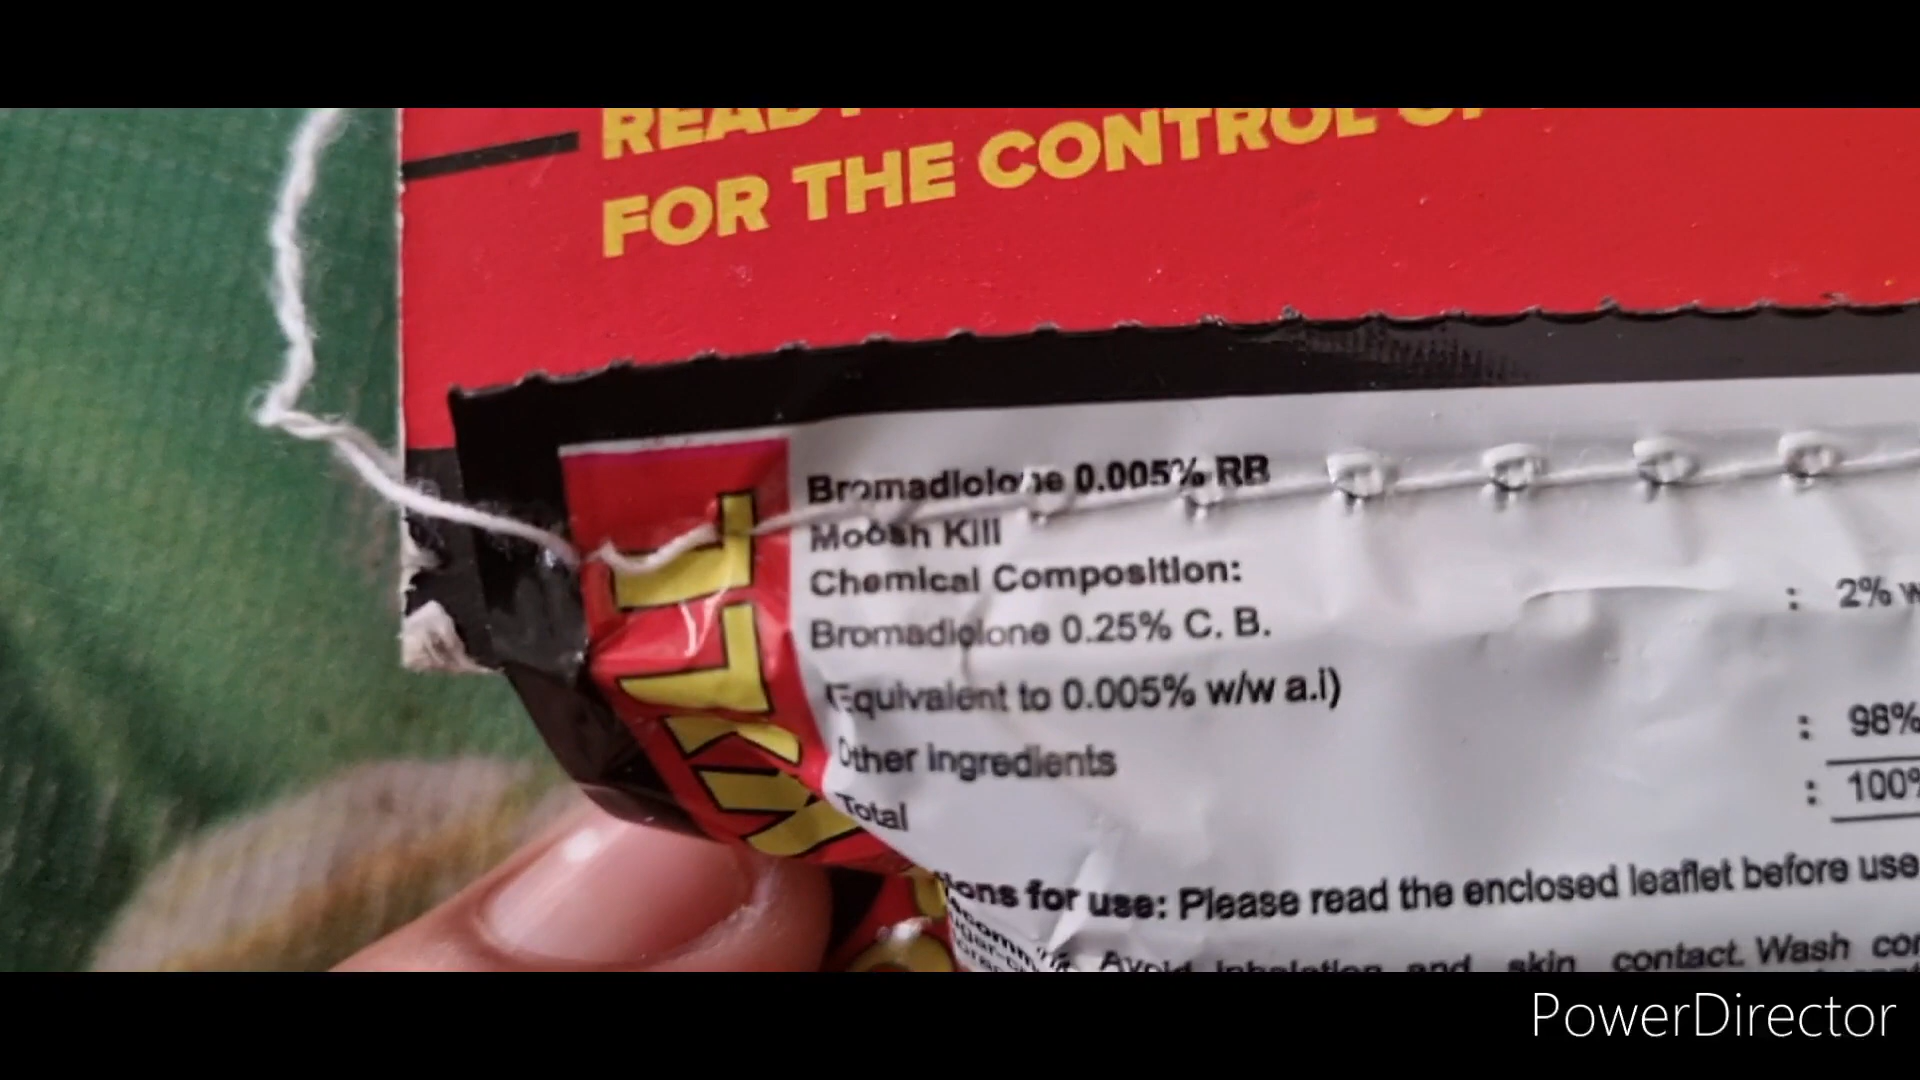 FOR THE CONTROL OF
Bromadiolone 0.005% RB
Moosh Kill
Chemical Composition:
Bromadiolone 0.25% C. B.
: 2% w
(Equivalent to 0.005% w/w a.i)
: 98%
Other ingredients
: 100%
Total
KILL
ions for use: Please read the enclosed leaflet before use
Avoid inhalation and skin contact. Wash
PowerDirector